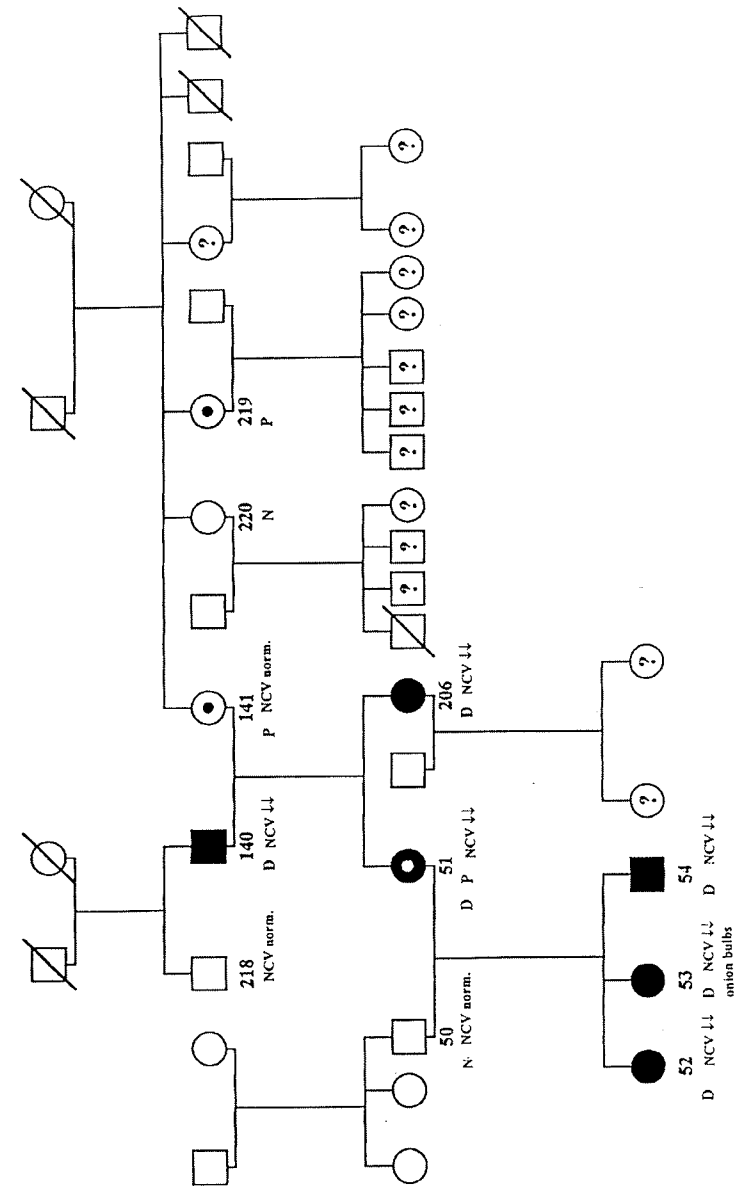 ? ? ? ? ? ? ? ? ? ? ? ? ?
219
P
220
N
141
P NCV norm.
140
D NCV ↓↓
218
NCV norm.
206
D NCV ↓↓
51
D P NCV ↓↓
50
N NCV norm.
? ?
54
D NCV ↓↓
53
D NCV ↓↓
onion bulbs
52
D NCV ↓↓